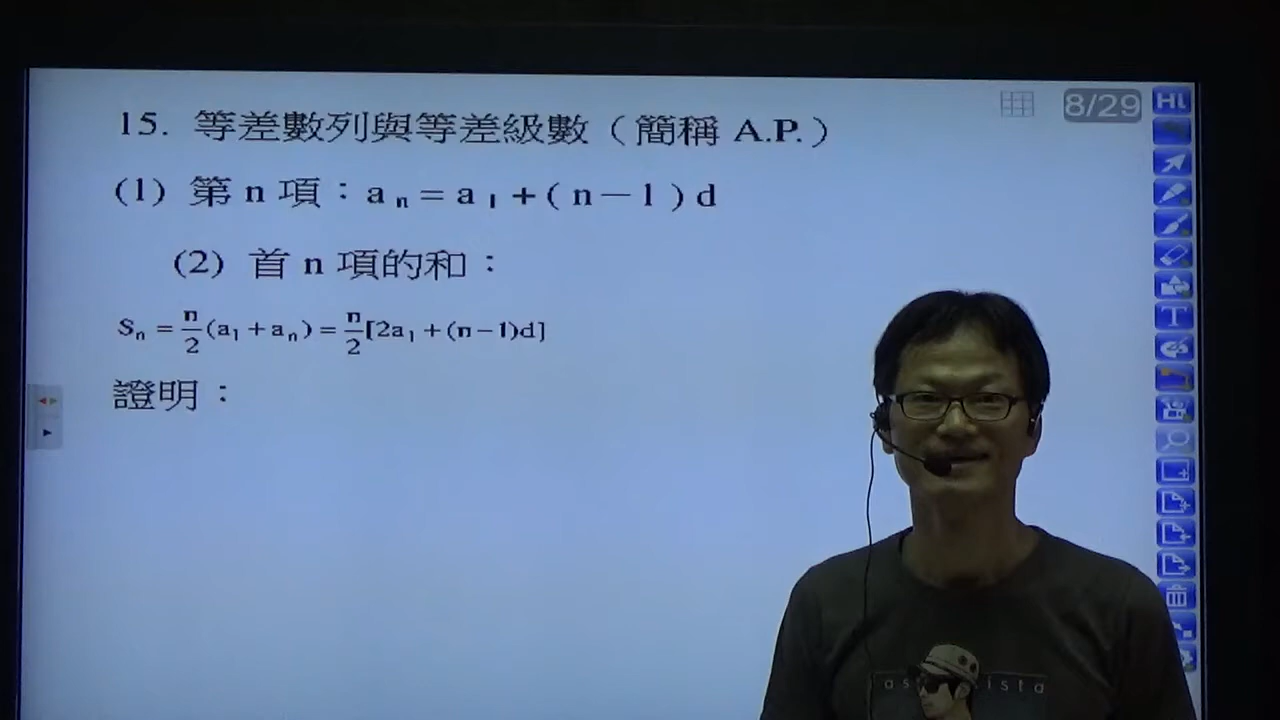 8/29
HL
15. 等差數列與等差級數（簡稱 A.P.）
(1) 第 n 項：aₙ＝a₁＋(n－1)d
(2) 首 n 項的和：
Sₙ = n/2(a₁+aₙ) = n/2[2a₁+(n−1)d]
證明：
T